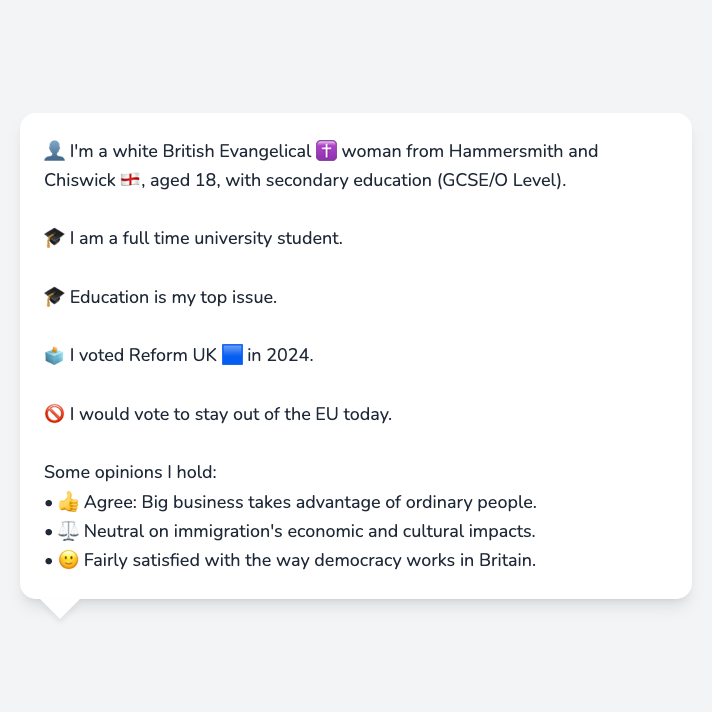 👤 I'm a white British Evangelical ✝️ woman from Hammersmith and
Chiswick 🏴󠁧󠁢󠁥󠁮󠁧󠁿, aged 18, with secondary education (GCSE/O Level).
🎓 I am a full time university student.
🎓 Education is my top issue.
🗳️ I voted Reform UK 🟦 in 2024.
🚫 I would vote to stay out of the EU today.
Some opinions I hold:
• 👍 Agree: Big business takes advantage of ordinary people.
• ⚖️ Neutral on immigration's economic and cultural impacts.
• 🙂 Fairly satisfied with the way democracy works in Britain.